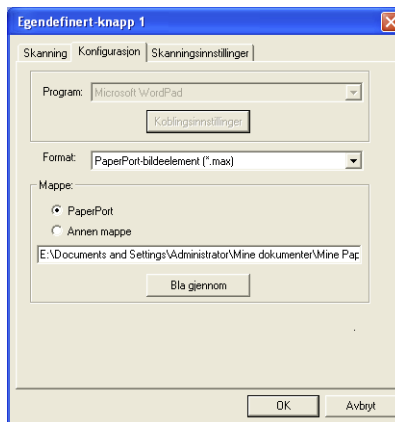 Egendefinert-knapp 1
Skanning Konfigurasjon Skanningsinnstillinger
Program: Microsoft WordPad
Koblingsinnstillinger
Format: PaperPort-bildeelement (*.max)
Mappe:
PaperPort
Annen mappe
E:\Documents and Settings\Administrator\Mine dokumenter\Mine Pap
Bla gjennom
OK Avbryt